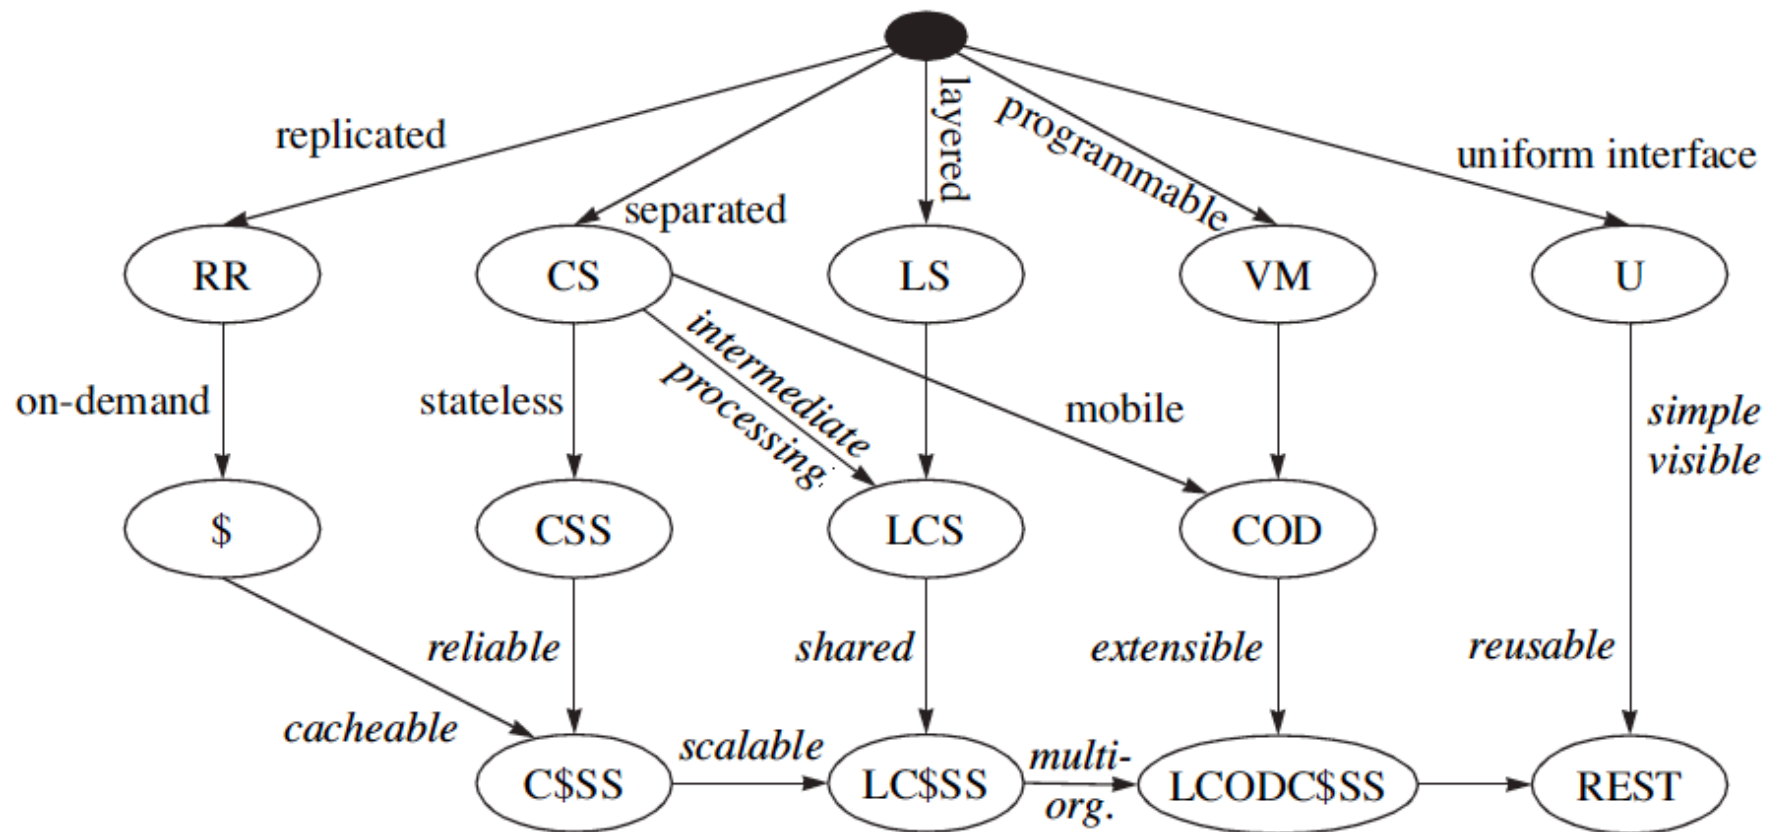 layered
programmable
replicated
uniform interface
separated
RR
CS
LS
VM
U
intermediate
processing
on-demand
stateless
mobile
simple
visible
$
CSS
LCS
COD
reliable
shared
extensible
reusable
cacheable
scalable
multi-
org.
C$SS
LC$SS
LCODC$SS
REST